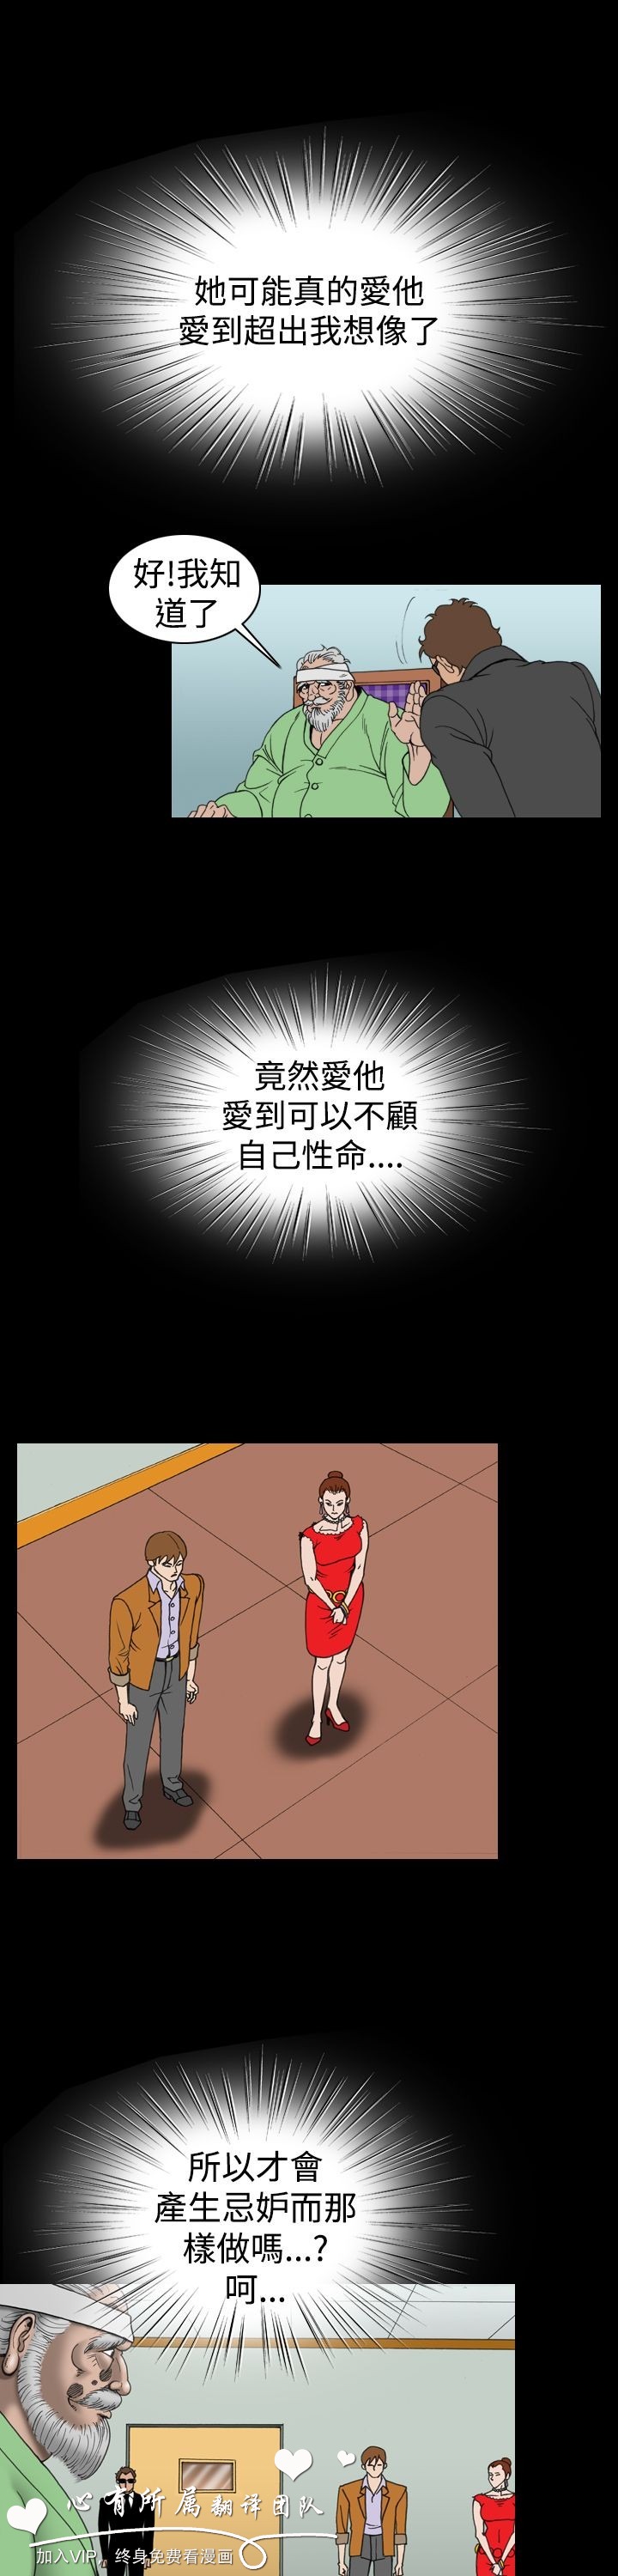 她可能真的愛他
愛到超出我想像了
好!我知
道了
竟然愛他
愛到可以不顧
自己性命....
所以才會
產生忌妒而那
樣做嗎...?
呵...
心有所属翻译团队
加入VIP，终身免费看漫画